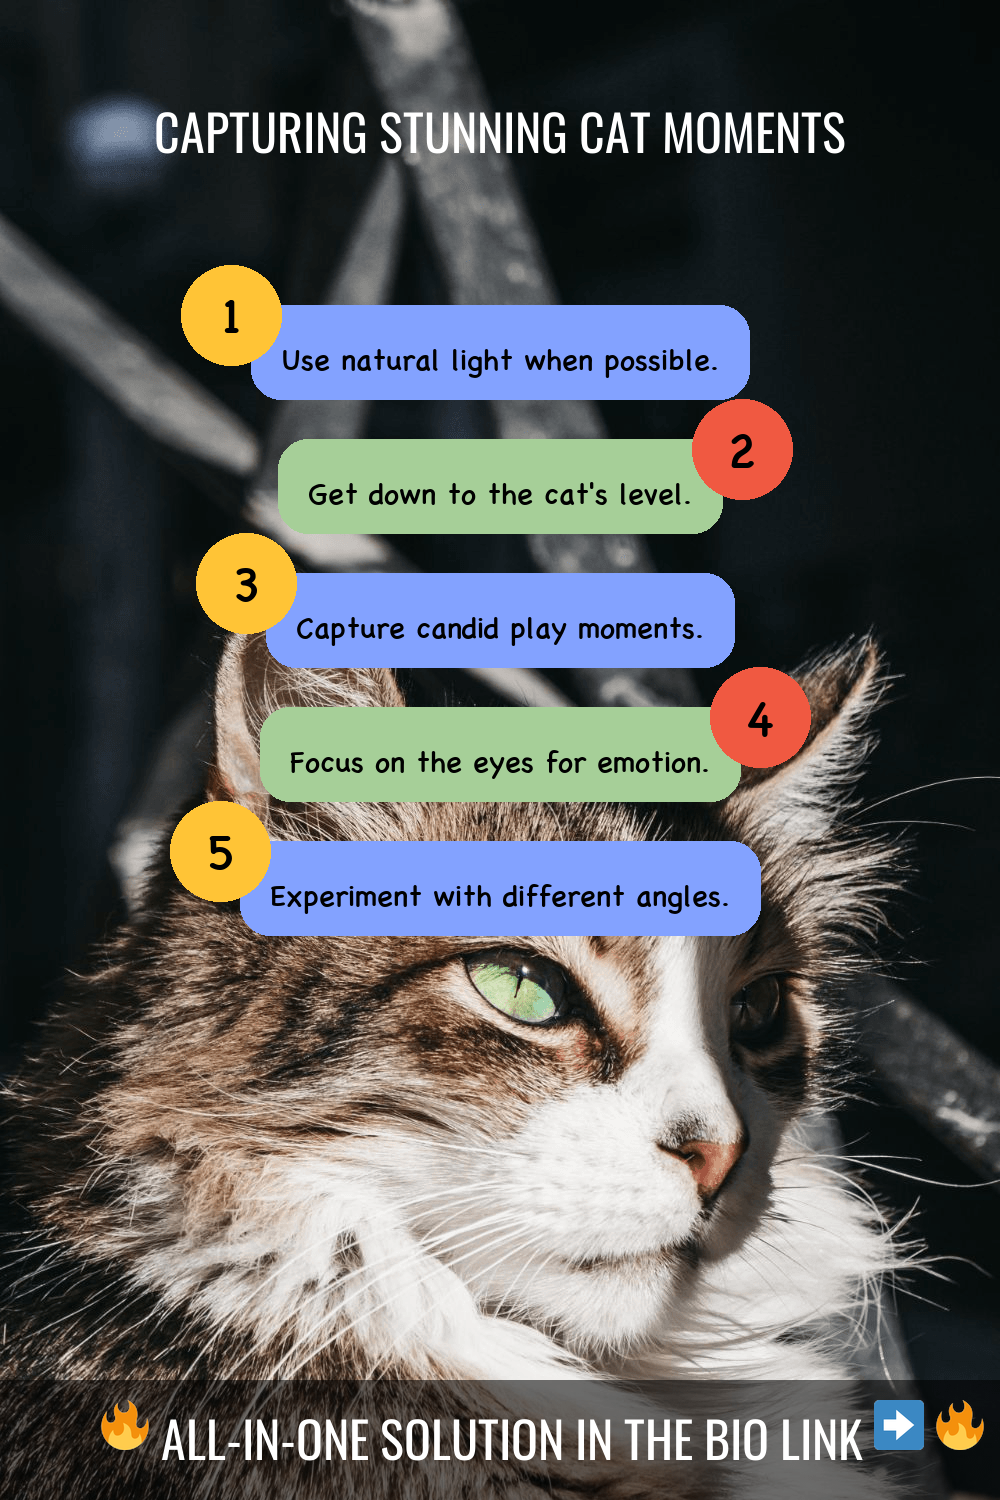 CAPTURING STUNNING CAT MOMENTS
1
Use natural light when possible.
2
Get down to the cat's level.
3
Capture candid play moments.
4
Focus on the eyes for emotion.
5
Experiment with different angles.
🔥 ALL-IN-ONE SOLUTION IN THE BIO LINK ➡️ 🔥